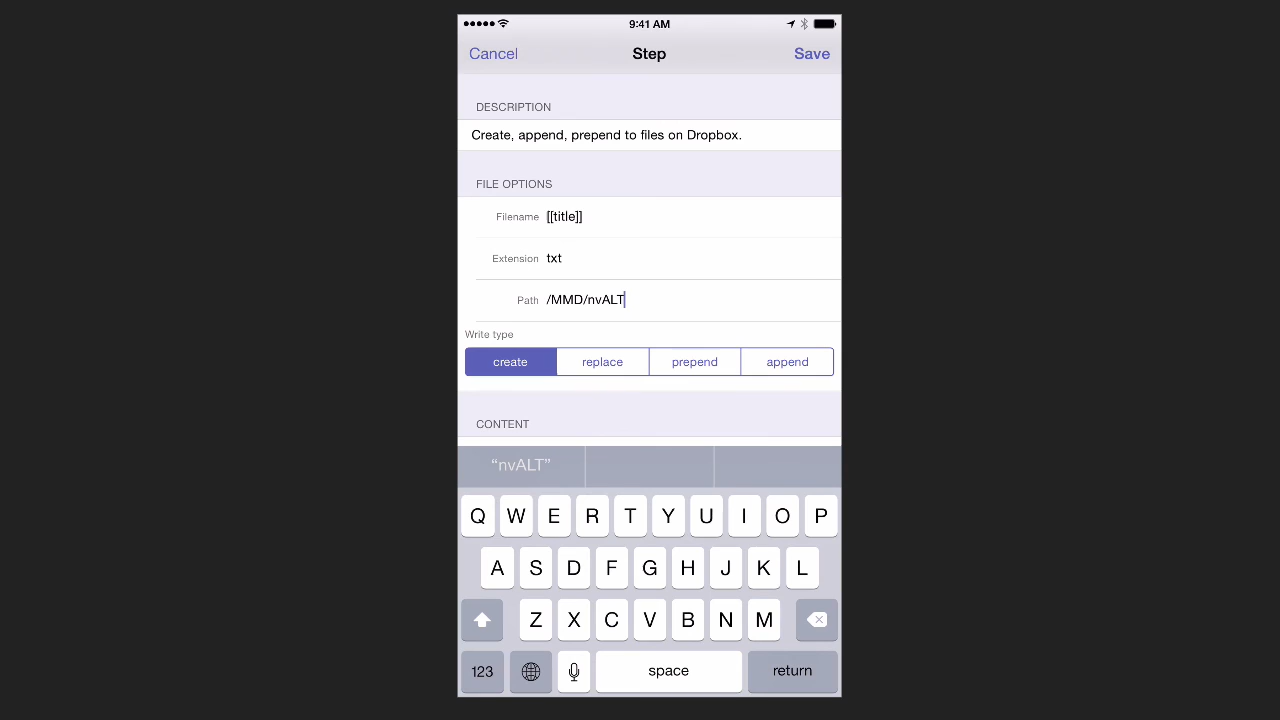 9:41 AM
Cancel Step Save
DESCRIPTION
Create, append, prepend to files on Dropbox.
FILE OPTIONS
Filename [[title]]
Extension txt
Path /MMD/nvALT
Write type
create replace prepend append
CONTENT
“nvALT”
Q W E R T Y U I O P
A S D F G H J K L
Z X C V B N M
123 space return